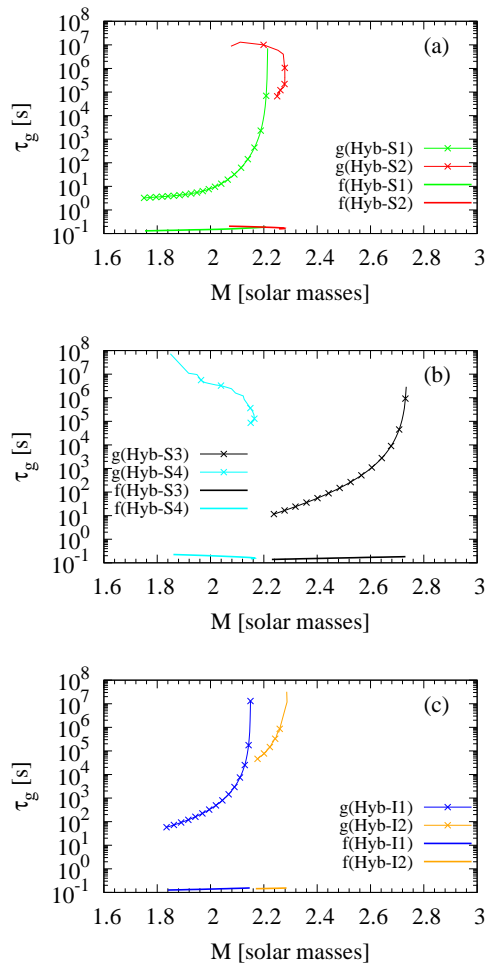 10^8
10^7
10^6
10^5
10^4
10^3
10^2
10^1
10^0
10^-1
τ_g [s]
(a)
g(Hyb-S1)
g(Hyb-S2)
f(Hyb-S1)
f(Hyb-S2)
1.6 1.8 2 2.2 2.4 2.6 2.8 3
M [solar masses]
10^8
10^7
10^6
10^5
10^4
10^3
10^2
10^1
10^0
10^-1
τ_g [s]
(b)
g(Hyb-S3)
g(Hyb-S4)
f(Hyb-S3)
f(Hyb-S4)
1.6 1.8 2 2.2 2.4 2.6 2.8 3
M [solar masses]
10^8
10^7
10^6
10^5
10^4
10^3
10^2
10^1
10^0
10^-1
τ_g [s]
(c)
g(Hyb-I1)
g(Hyb-I2)
f(Hyb-I1)
f(Hyb-I2)
1.6 1.8 2 2.2 2.4 2.6 2.8 3
M [solar masses]